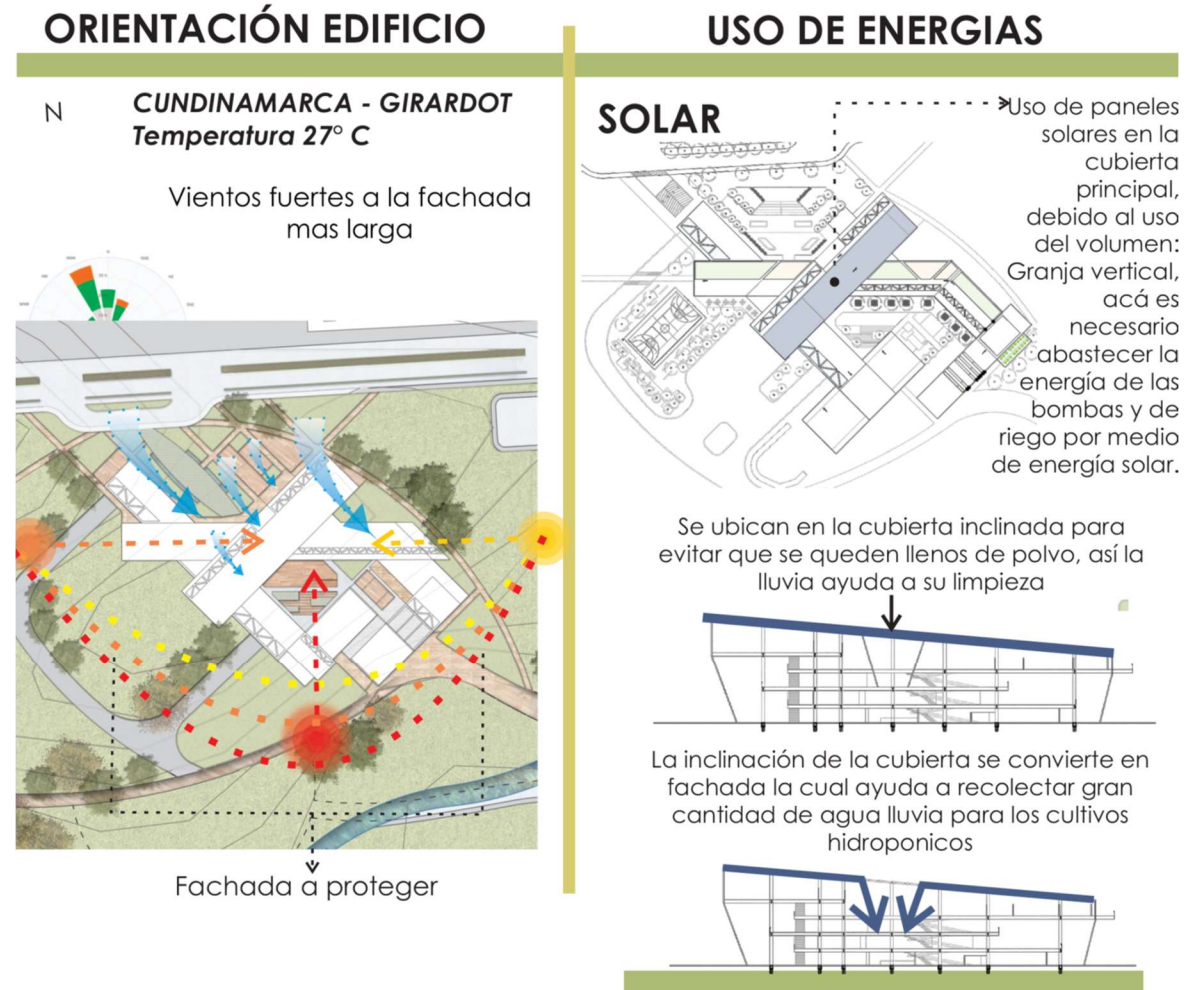 ORIENTACIÓN EDIFICIO
N
CUNDINAMARCA - GIRARDOT
Temperatura 27° C
Vientos fuertes a la fachada
mas larga
Fachada a proteger
USO DE ENERGIAS
SOLAR
Uso de paneles
solares en la
cubierta
principal,
debido al uso
del volumen:
Granja vertical,
acá es
necesario
abastecer la
energía de las
bombas y de
riego por medio
de energía solar.
Se ubican en la cubierta inclinada para
evitar que se queden llenos de polvo, así la
lluvia ayuda a su limpieza
La inclinación de la cubierta se convierte en
fachada la cual ayuda a recolectar gran
cantidad de agua lluvia para los cultivos
hidroponicos